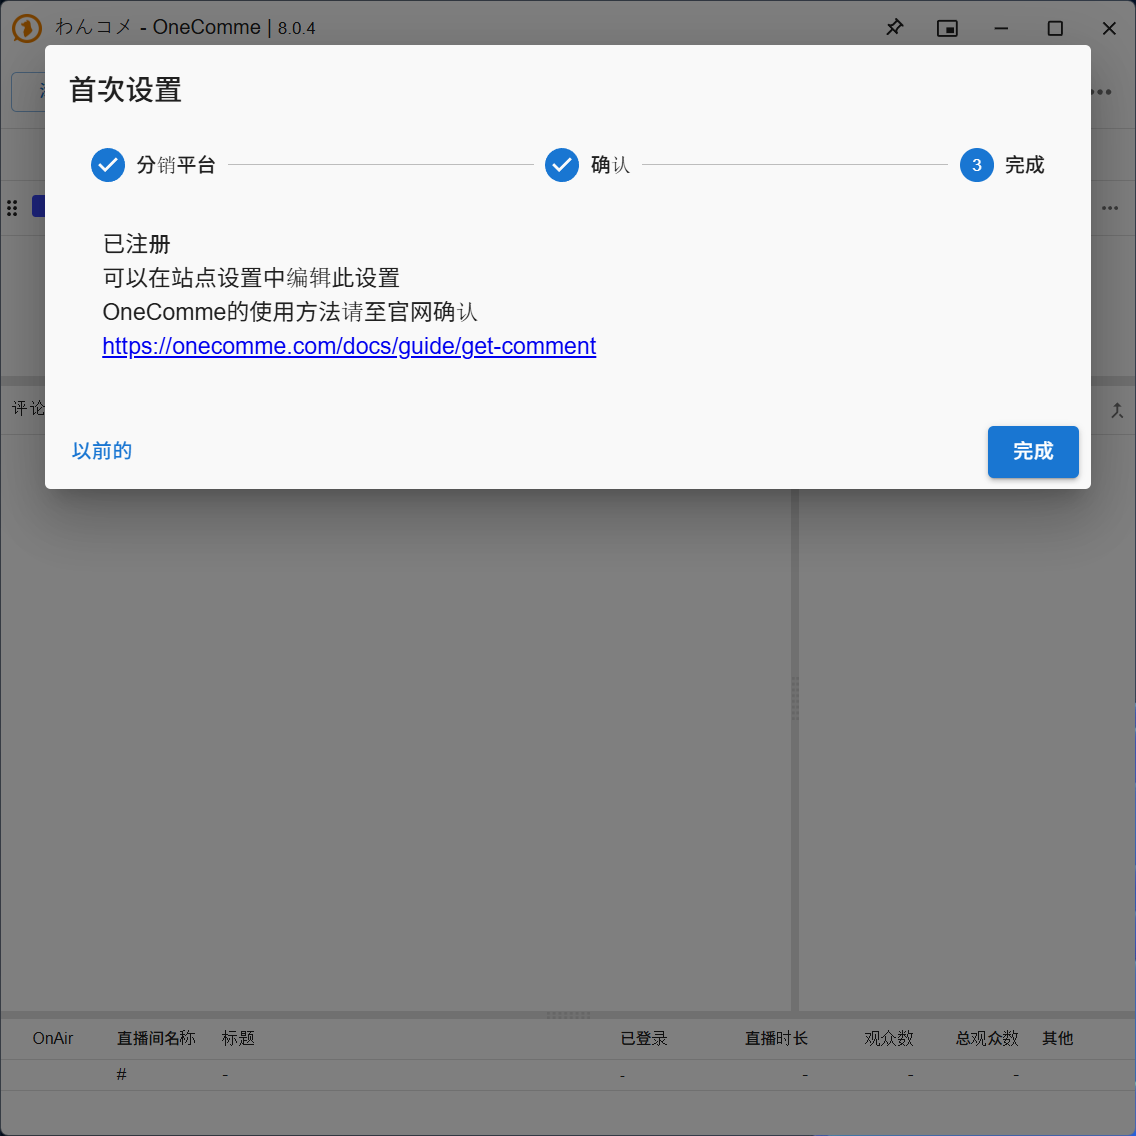 わんコメ - OneComme | 8.0.4
首次设置
分销平台
确认
3
完成
已注册
可以在站点设置中编辑此设置
OneComme的使用方法请至官网确认
https://onecomme.com/docs/guide/get-comment
评论
以前的
完成
OnAir 直播间名称 标题 已登录 直播时长 观众数 总观众数 其他
# - - - - -